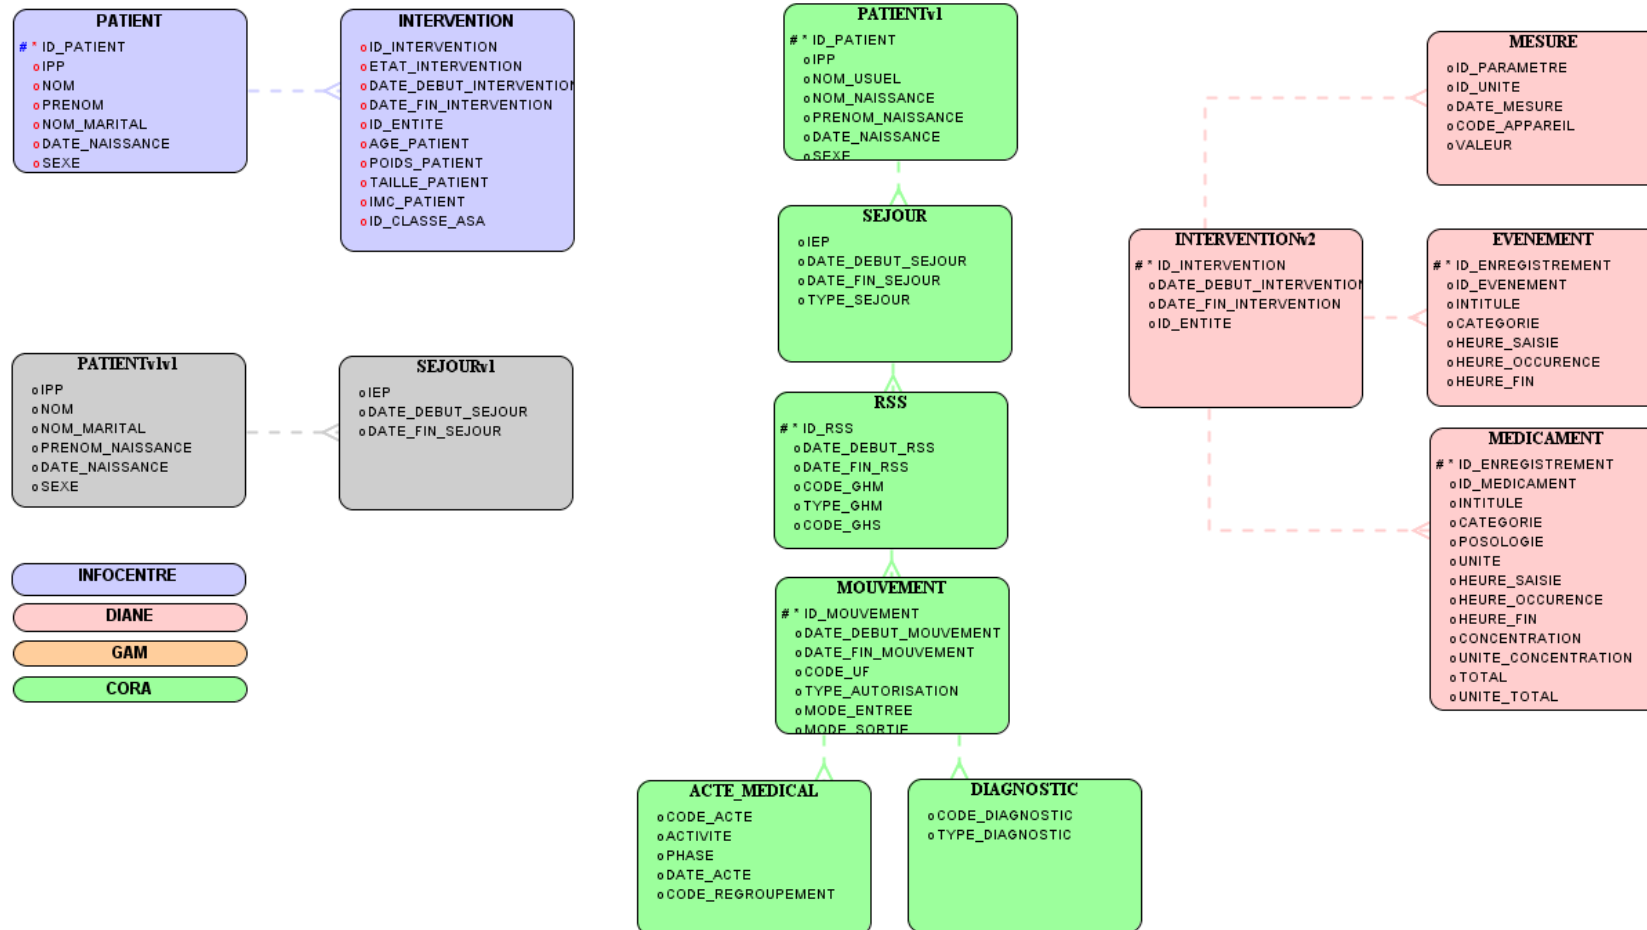 PATIENT
# * ID_PATIENT
o IPP
o NOM
o PRENOM
o NOM_MARITAL
o DATE_NAISSANCE
o SEXE
INTERVENTION
o ID_INTERVENTION
o ETAT_INTERVENTION
o DATE_DEBUT_INTERVENTION
o DATE_FIN_INTERVENTION
o ID_ENTITE
o AGE_PATIENT
o POIDS_PATIENT
o TAILLE_PATIENT
o IMC_PATIENT
o ID_CLASSE_ASA
PATIENTv1v1
o IPP
o NOM
o NOM_MARITAL
o PRENOM_NAISSANCE
o DATE_NAISSANCE
o SEXE
SEJOURv1
o IEP
o DATE_DEBUT_SEJOUR
o DATE_FIN_SEJOUR
INFOCENTRE
DIANE
GAM
CORA
PATIENTv1
# * ID_PATIENT
o IPP
o NOM_USUEL
o NOM_NAISSANCE
o PRENOM_NAISSANCE
o DATE_NAISSANCE
o SEXE
SEJOUR
o IEP
o DATE_DEBUT_SEJOUR
o DATE_FIN_SEJOUR
o TYPE_SEJOUR
RSS
# * ID_RSS
o DATE_DEBUT_RSS
o DATE_FIN_RSS
o CODE_GHM
o TYPE_GHM
o CODE_GHS
MOUVEMENT
# * ID_MOUVEMENT
o DATE_DEBUT_MOUVEMENT
o DATE_FIN_MOUVEMENT
o CODE_UF
o TYPE_AUTORISATION
o MODE_ENTREE
o MODE_SORTIE
ACTE_MEDICAL
o CODE_ACTE
o ACTIVITE
o PHASE
o DATE_ACTE
o CODE_REGROUPEMENT
DIAGNOSTIC
o CODE_DIAGNOSTIC
o TYPE_DIAGNOSTIC
INTERVENTIONv2
# * ID_INTERVENTION
o DATE_DEBUT_INTERVENTION
o DATE_FIN_INTERVENTION
o ID_ENTITE
MESURE
o ID_PARAMETRE
o ID_UNITE
o DATE_MESURE
o CODE_APPAREIL
o VALEUR
EVENEMENT
# * ID_ENREGISTREMENT
o ID_EVENEMENT
o INTITULE
o CATEGORIE
o HEURE_SAISIE
o HEURE_OCCURENCE
o HEURE_FIN
MEDICAMENT
# * ID_ENREGISTREMENT
o ID_MEDICAMENT
o INTITULE
o CATEGORIE
o POSOLOGIE
o UNITE
o HEURE_SAISIE
o HEURE_OCCURENCE
o HEURE_FIN
o CONCENTRATION
o UNITE_CONCENTRATION
o TOTAL
o UNITE_TOTAL